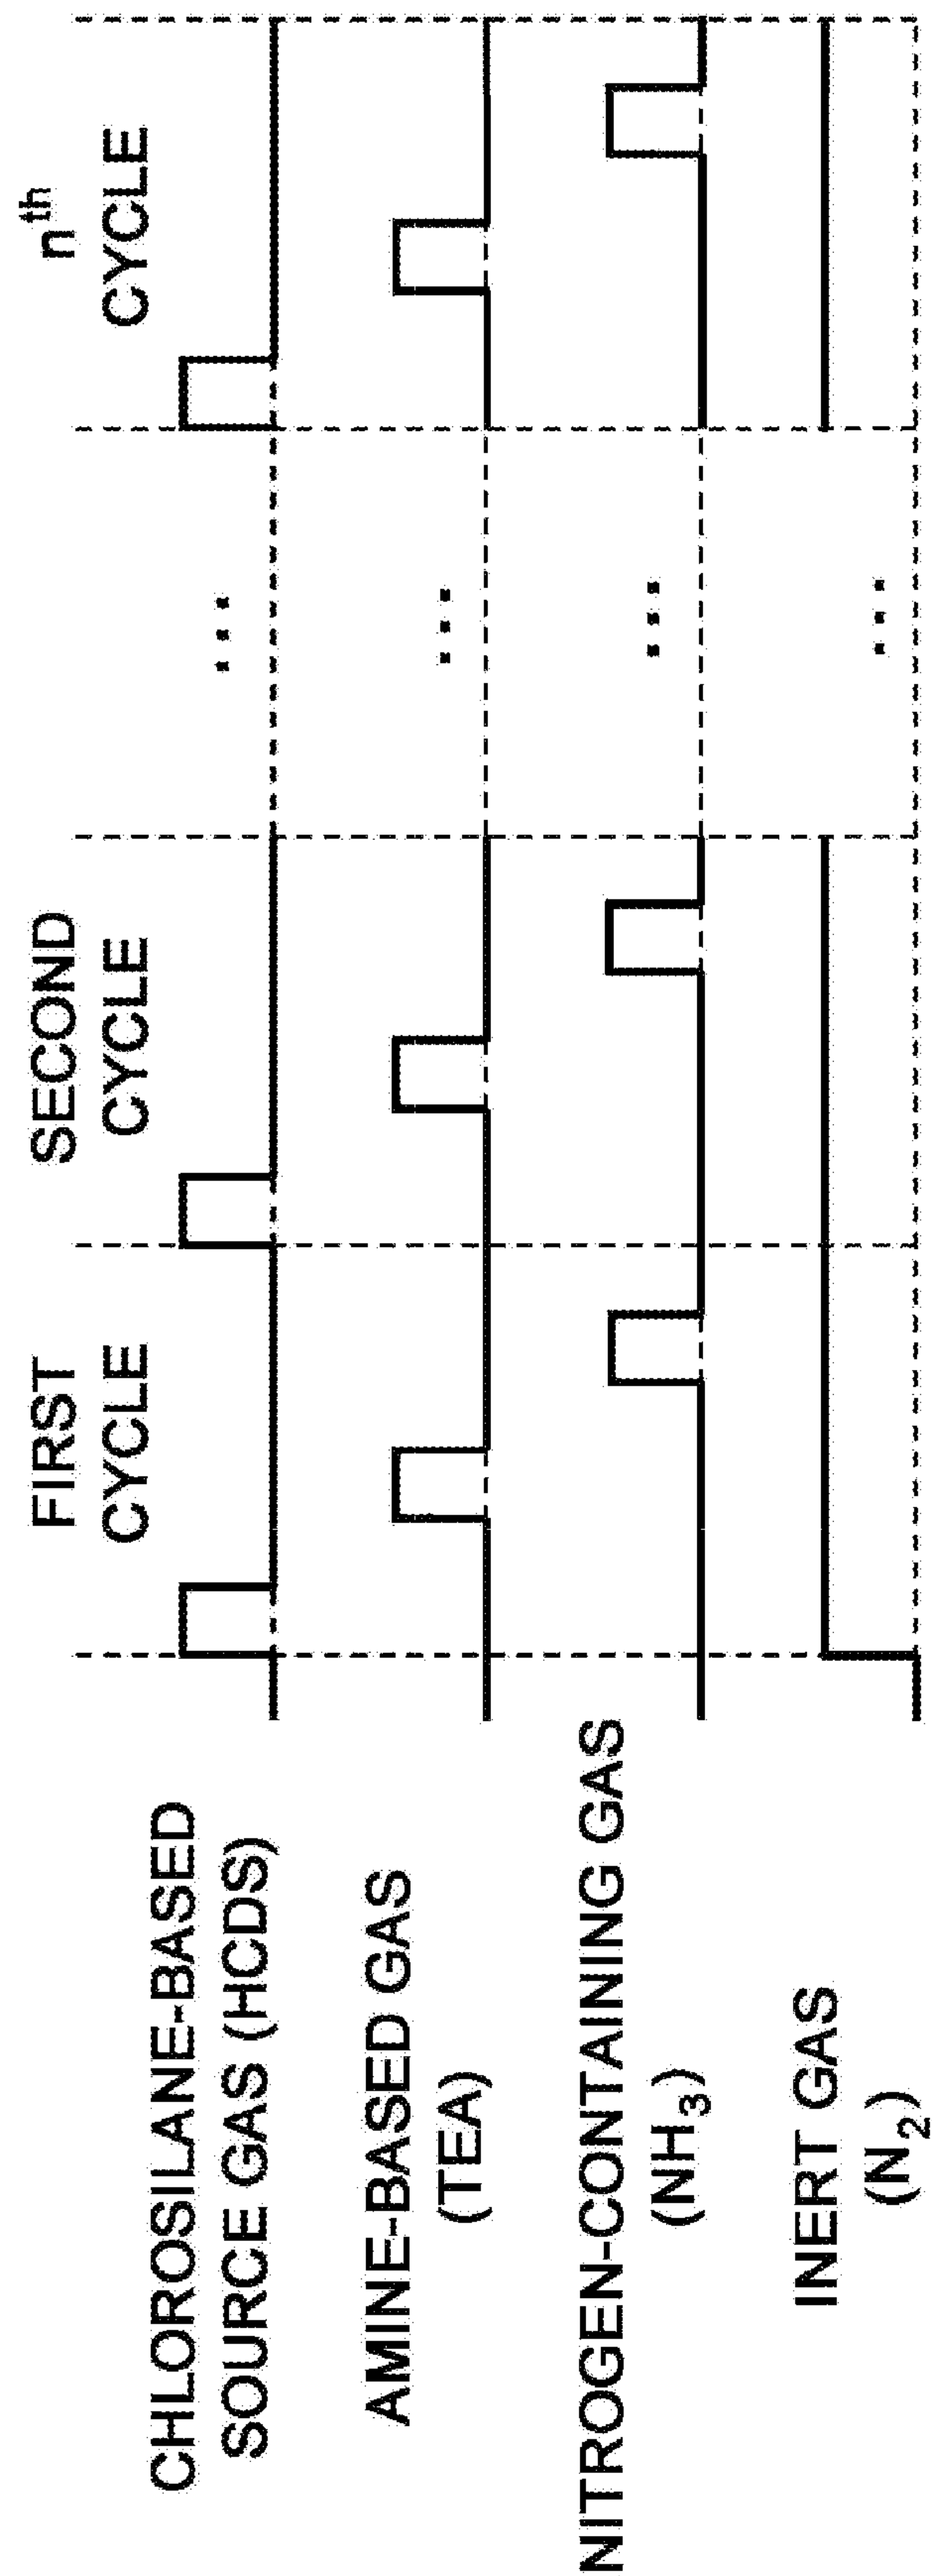 FIRST
CYCLE
SECOND
CYCLE
...
nth
CYCLE
CHLOROSILANE-BASED
SOURCE GAS (HCDS)
...
AMINE-BASED GAS
(TEA)
...
NITROGEN-CONTAINING GAS
(NH3)
...
INERT GAS
(N2)